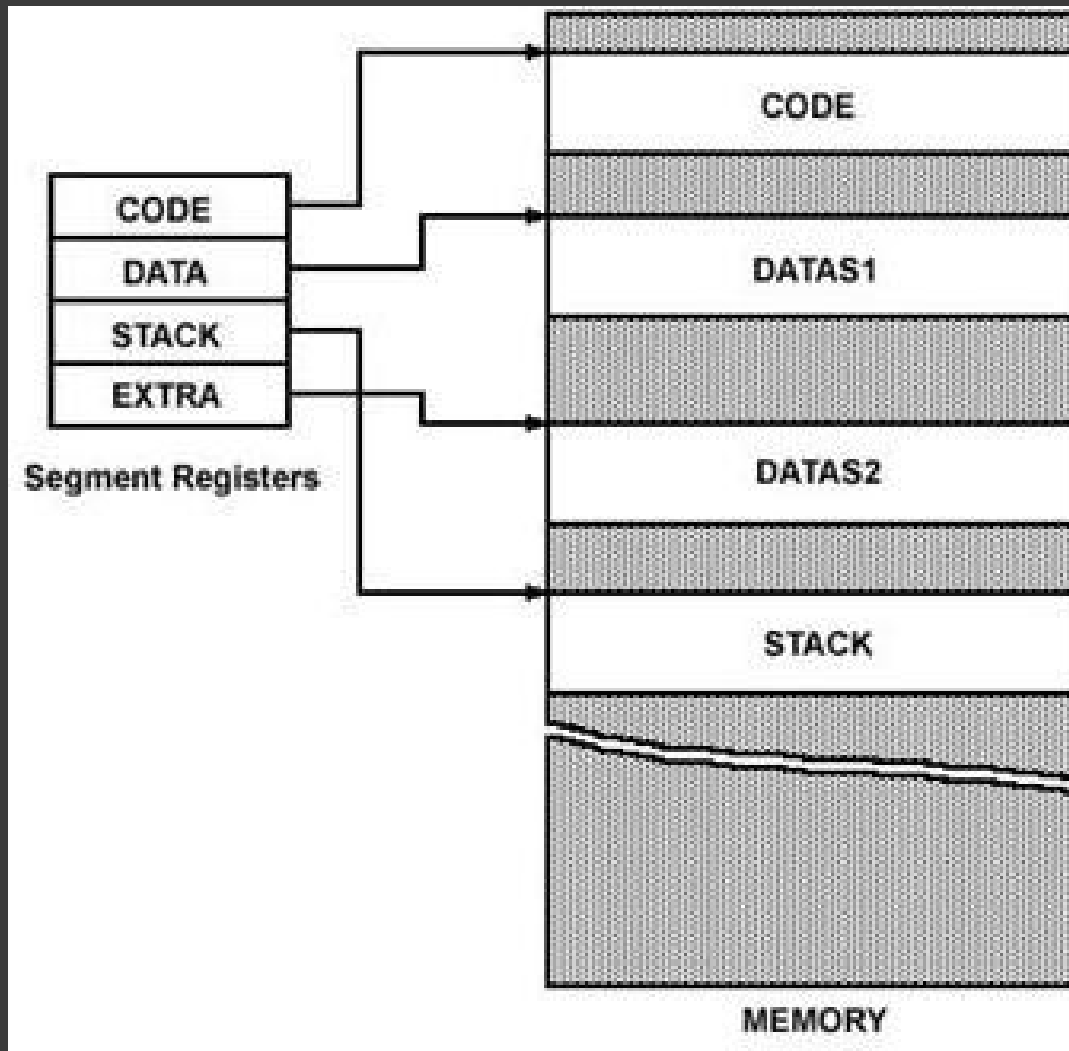 CODE
DATA
STACK
EXTRA
Segment Registers
CODE
DATAS1
DATAS2
STACK
MEMORY